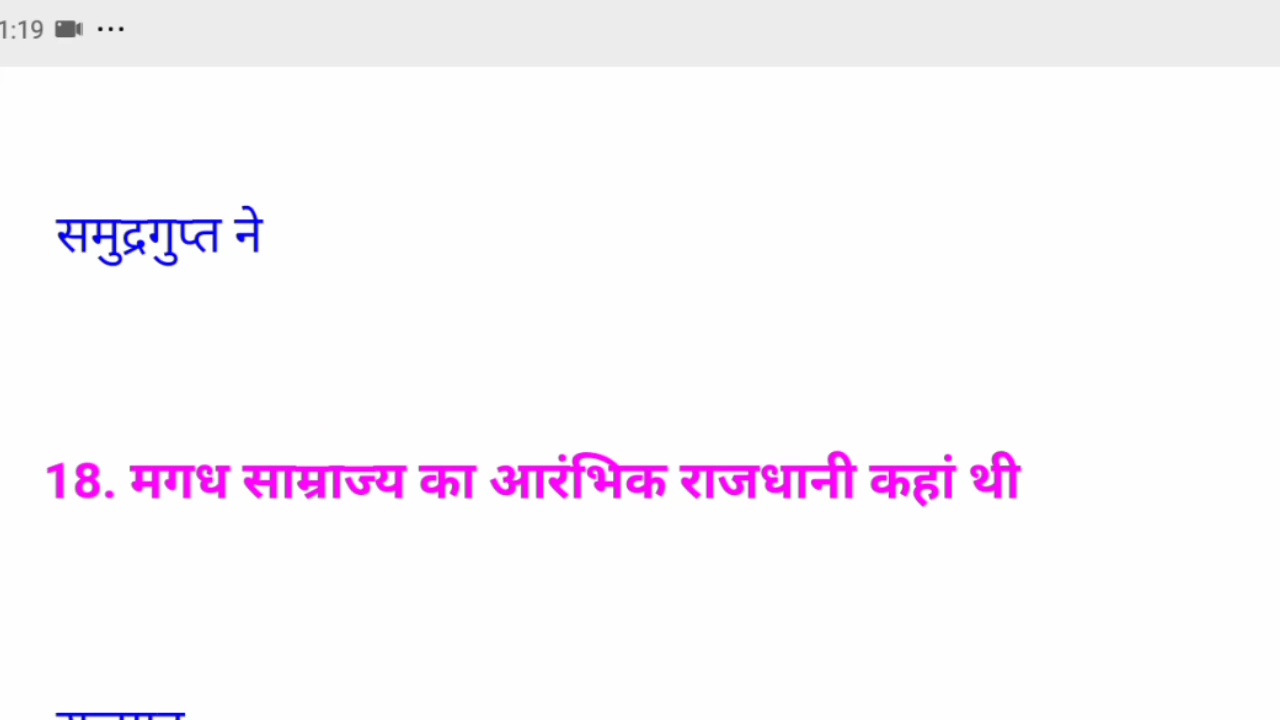 1:19
समुद्रगुप्त ने
18. मगध साम्राज्य का आरंभिक राजधानी कहां थी